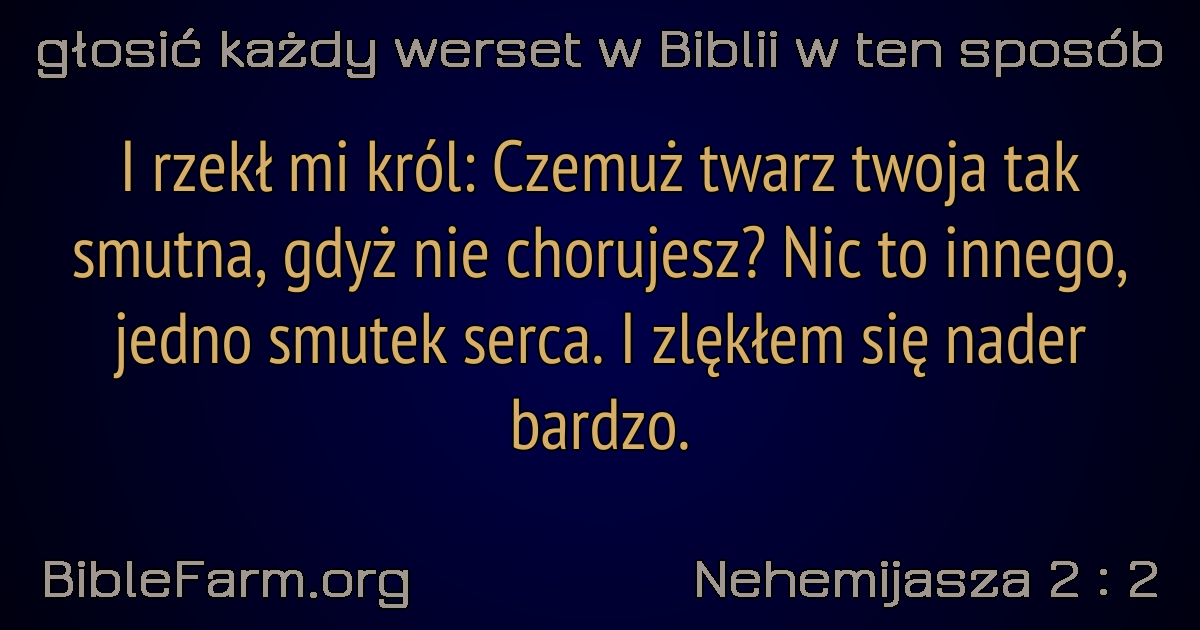 głosić każdy werset w Biblii w ten sposób
I rzekł mi król: Czemuż twarz twoja tak
smutna, gdyż nie chorujesz? Nic to innego,
jedno smutek serca. I zlękłem się nader
bardzo.
BibleFarm.org
Nehemijasza 2 : 2